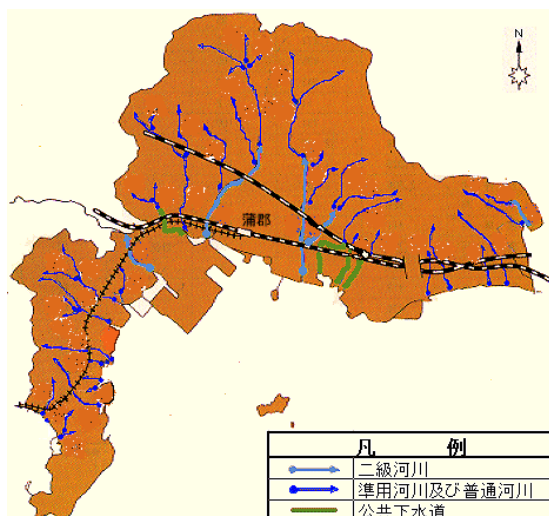 N
蒲郡
凡 例
二級河川
準用河川及び普通河川
公共下水道